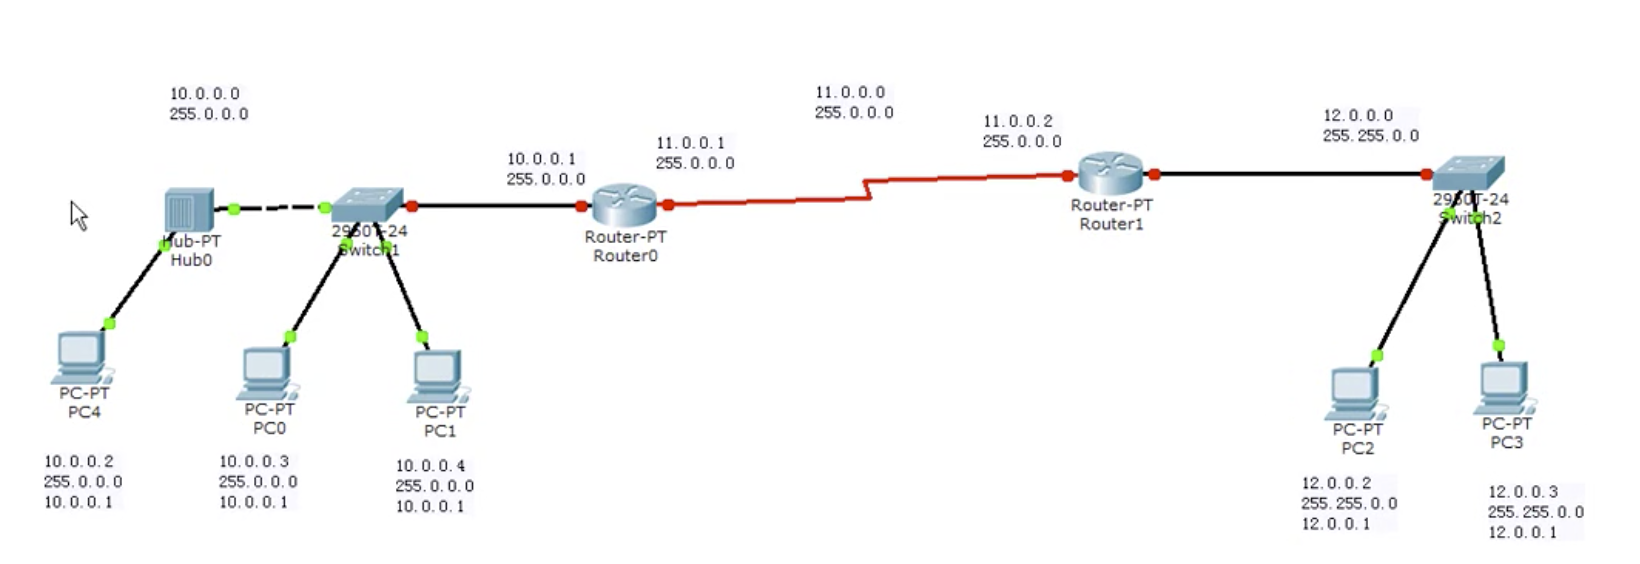 10.0.0.0
255.0.0.0
11.0.0.0
255.0.0.0
11.0.0.2
255.0.0.0
12.0.0.0
255.255.0.0
11.0.0.1
255.0.0.0
10.0.0.1
255.0.0.0
Hub-PT
Hub0
2950T-24
Switch1
Router-PT
Router0
Router-PT
Router1
2950T-24
Switch2
PC-PT
PC4
PC-PT
PC0
PC-PT
PC1
PC-PT
PC2
PC-PT
PC3
10.0.0.2
255.0.0.0
10.0.0.1
10.0.0.3
255.0.0.0
10.0.0.1
10.0.0.4
255.0.0.0
10.0.0.1
12.0.0.2
255.255.0.0
12.0.0.1
12.0.0.3
255.255.0.0
12.0.0.1